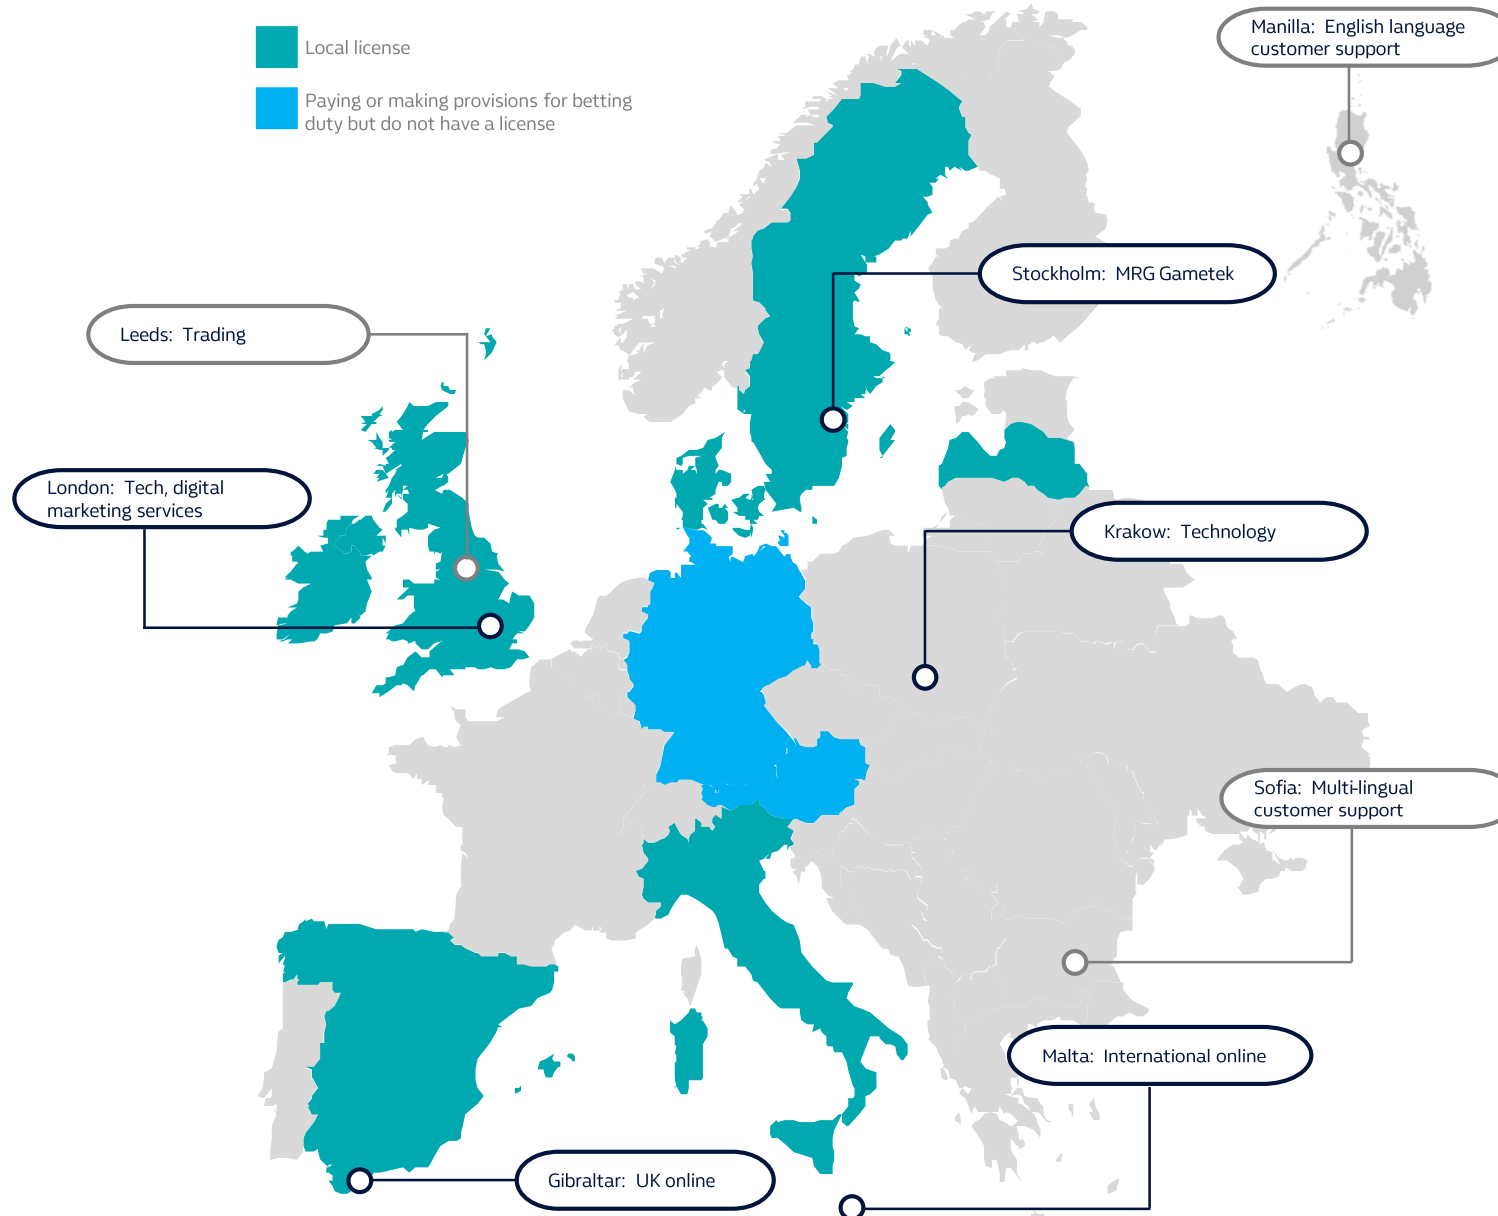 Manilla: English language
customer support
Local license
Paying or making provisions for betting
duty but do not have a license
Stockholm: MRG Gametek
Leeds: Trading
London: Tech, digital
marketing services
Krakow: Technology
Sofia: Multi-lingual
customer support
Malta: International online
Gibraltar: UK online